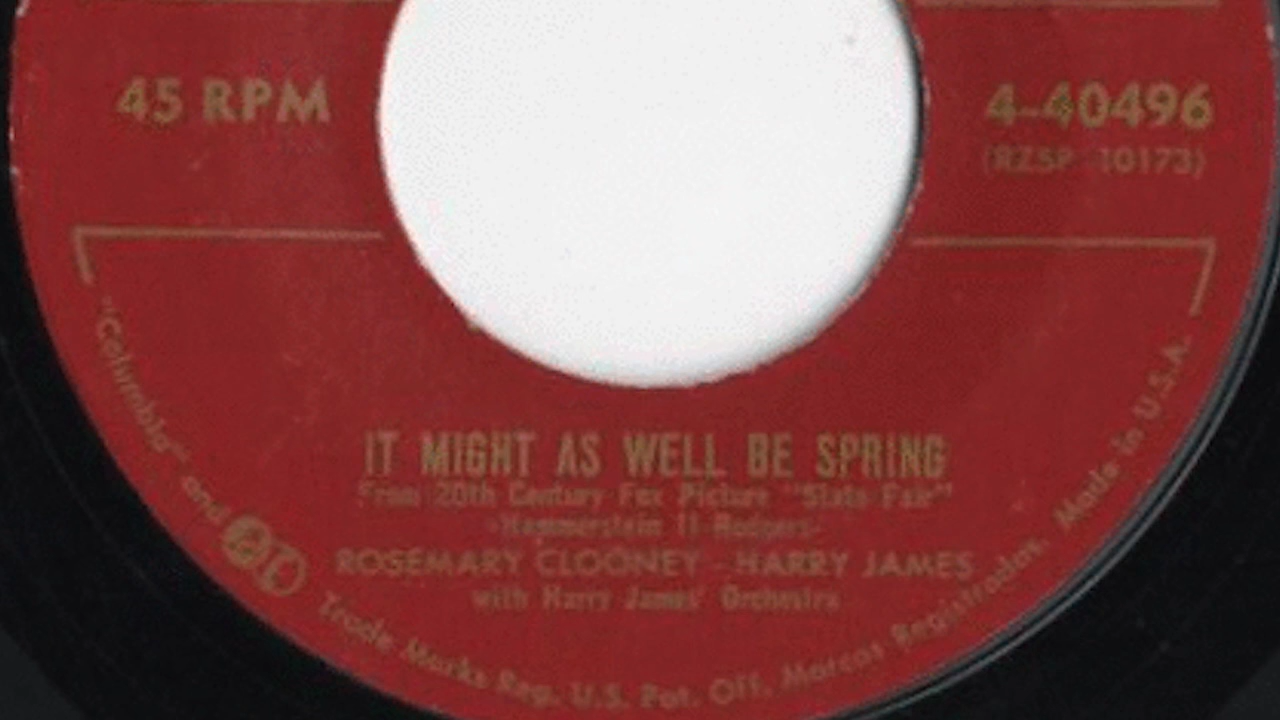 45 RPM
4-40496
(RZSP 10173)
IT MIGHT AS WELL BE SPRING
From 20th Century Fox Picture "State Fair"
-Hammerstein II-Rodgers-
ROSEMARY CLOONEY - HARRY JAMES
with Harry James' Orchestra
"Columbia" and Trade Marks Reg. U.S. Pat. Off. Marcas Registradas. Made in U.S.A.